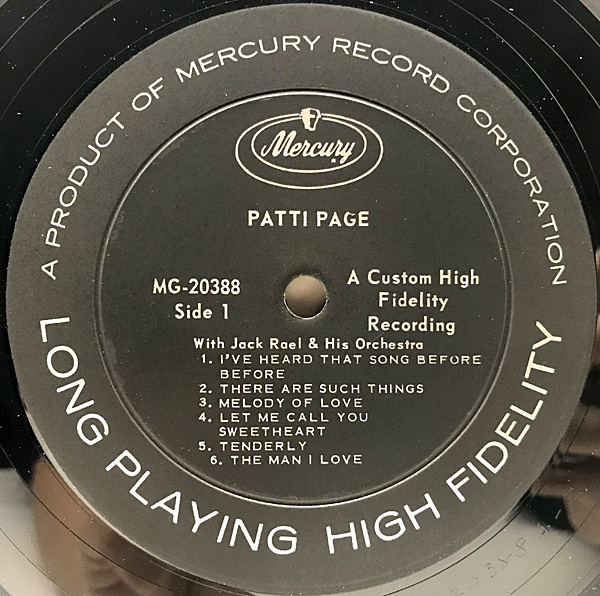 A PRODUCT OF MERCURY RECORD CORPORATION
Mercury
PATTI PAGE
MG-20388
Side 1
A Custom High
Fidelity
Recording
With Jack Rael & His Orchestra
1. I'VE HEARD THAT SONG BEFORE
BEFORE
2. THERE ARE SUCH THINGS
3. MELODY OF LOVE
4. LET ME CALL YOU
SWEETHEART
5. TENDERLY
6. THE MAN I LOVE
LONG PLAYING HIGH FIDELITY